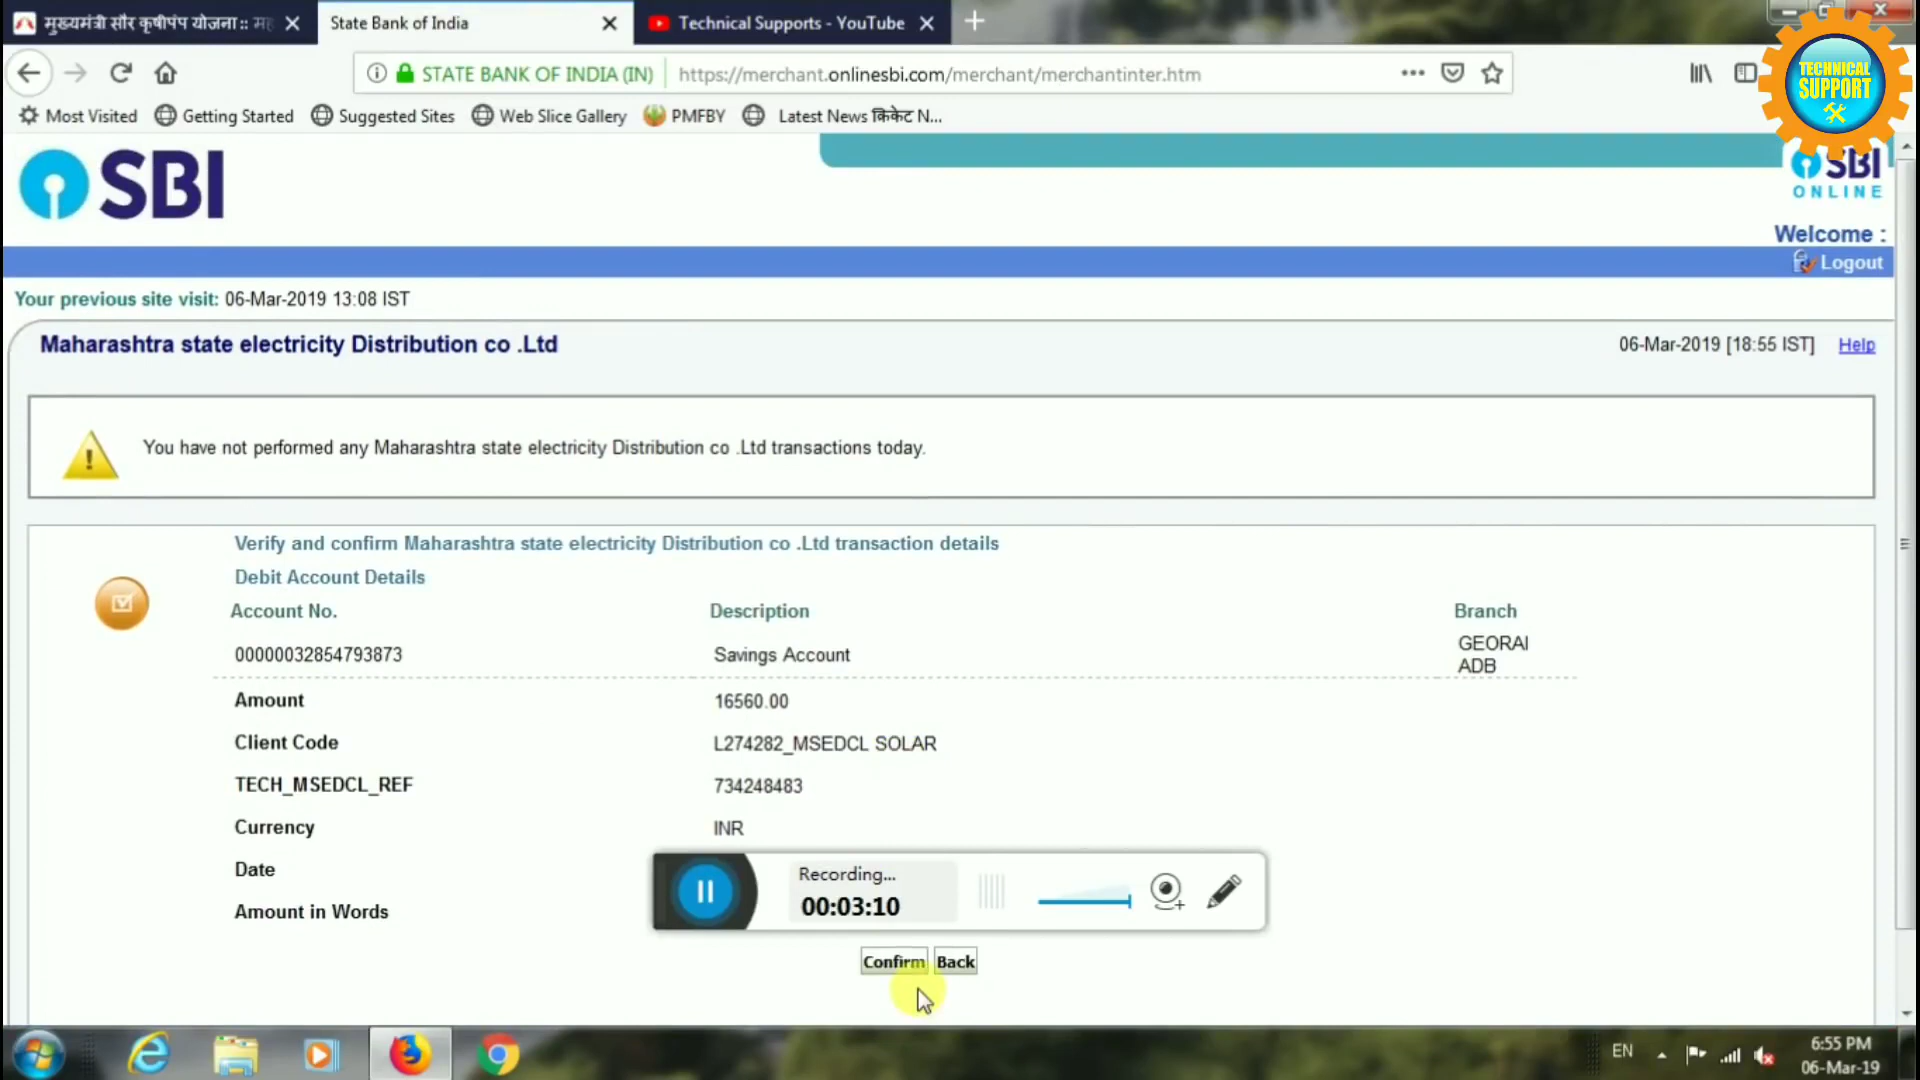 मुख्यमंत्री सौर कृषीपंप योजना :: मह
State Bank of India
Technical Supports - YouTube
STATE BANK OF INDIA (IN)
https://merchant.onlinesbi.com/merchant/merchantinter.htm
TECHNICAL
SUPPORT
Most Visited
Getting Started
Suggested Sites
Web Slice Gallery
PMFBY
Latest News क्रिकेट N...
SBI
SBI
ONLINE
Welcome :
Logout
Your previous site visit: 06-Mar-2019 13:08 IST
Maharashtra state electricity Distribution co .Ltd
06-Mar-2019 [18:55 IST]
Help
You have not performed any Maharashtra state electricity Distribution co .Ltd transactions today.
Verify and confirm Maharashtra state electricity Distribution co .Ltd transaction details
Debit Account Details
Account No.
Description
Branch
00000032854793873
Savings Account
GEORAI
ADB
Amount
16560.00
Client Code
L274282_MSEDCL SOLAR
TECH_MSEDCL_REF
734248483
Currency
INR
Date
Amount in Words
Recording...
00:03:10
Confirm
Back
EN
6:55 PM
06-Mar-19